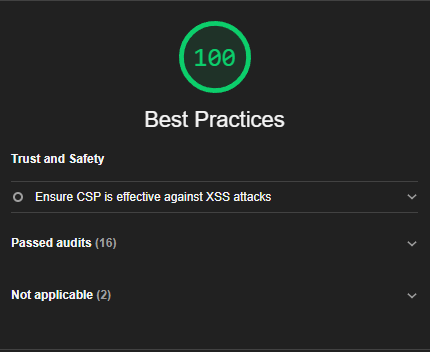 100
Best Practices
Trust and Safety
Ensure CSP is effective against XSS attacks
Passed audits (16)
Not applicable (2)